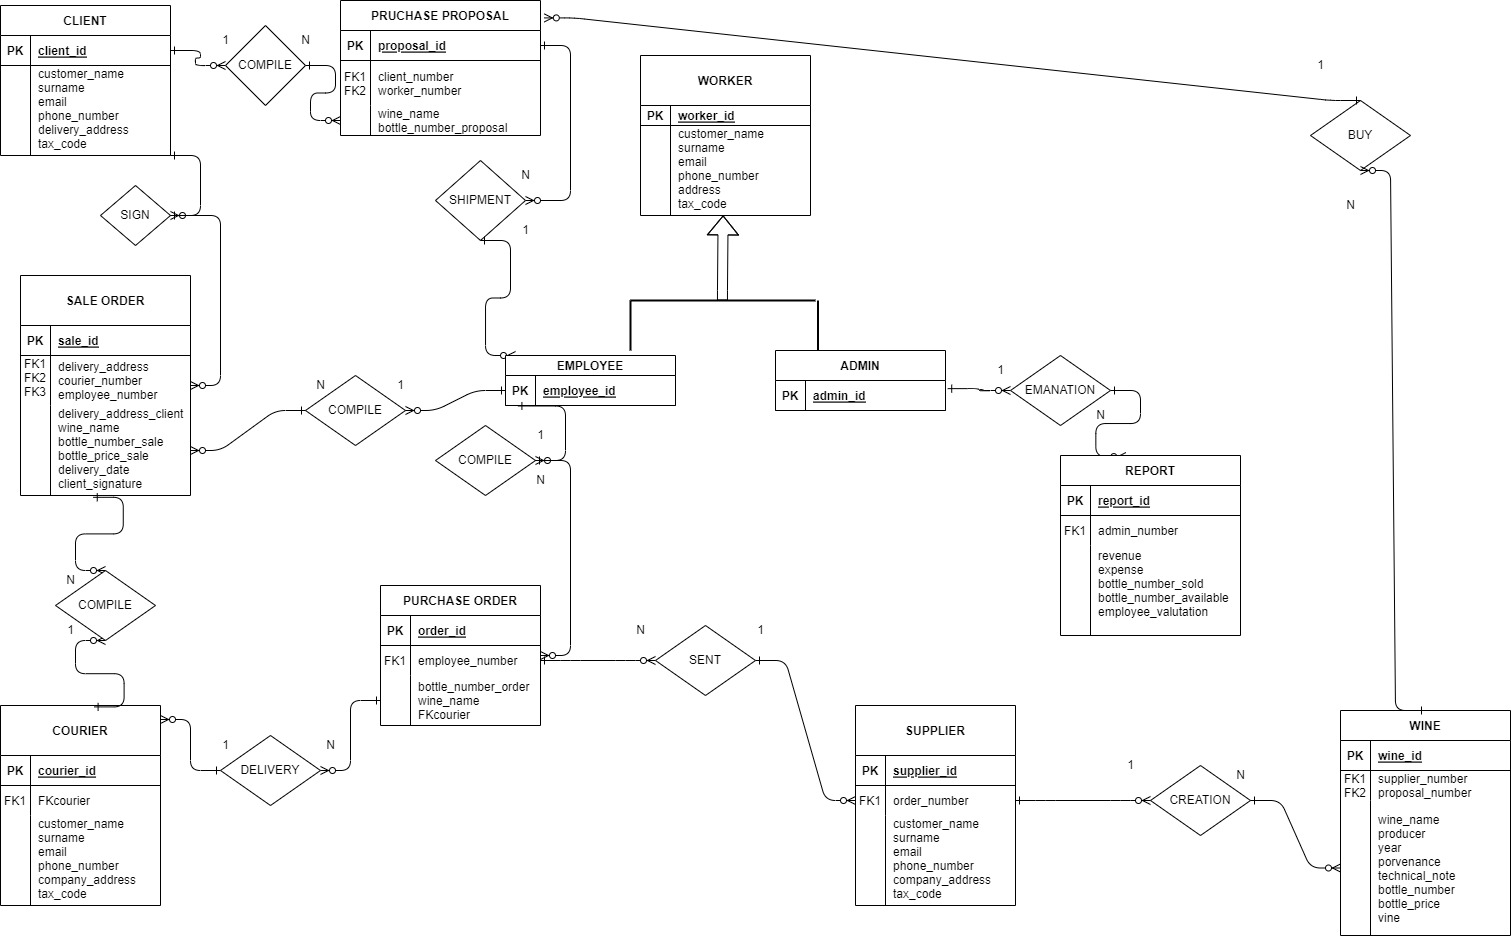 CLIENT
PK client_id
customer_name
surname
email
phone_number
delivery_address
tax_code
1
N
COMPILE
PRUCHASE PROPOSAL
PK proposal_id
FK1 client_number
FK2 worker_number
wine_name
bottle_number_proposal
WORKER
PK worker_id
customer_name
surname
email
phone_number
address
tax_code
1
BUY
N
SIGN
N
SHIPMENT
1
SALE ORDER
PK sale_id
FK1 delivery_address
FK2 courier_number
FK3 employee_number
delivery_address_client
wine_name
bottle_number_sale
bottle_price_sale
delivery_date
client_signature
N
1
COMPILE
EMPLOYEE
PK employee_id
ADMIN
PK admin_id
1
EMANATION
N
1
COMPILE
N
REPORT
PK report_id
FK1 admin_number
revenue
expense
bottle_number_sold
bottle_number_available
employee_valutation
N
COMPILE
1
PURCHASE ORDER
PK order_id
FK1 employee_number
bottle_number_order
wine_name
FKcourier
N
1
SENT
COURIER
PK courier_id
FK1 FKcourier
customer_name
surname
email
phone_number
company_address
tax_code
1
N
DELIVERY
SUPPLIER
PK supplier_id
FK1 order_number
customer_name
surname
email
phone_number
company_address
tax_code
1
N
CREATION
WINE
PK wine_id
FK1 supplier_number
FK2 proposal_number
wine_name
producer
year
porvenance
technical_note
bottle_number
bottle_price
vine